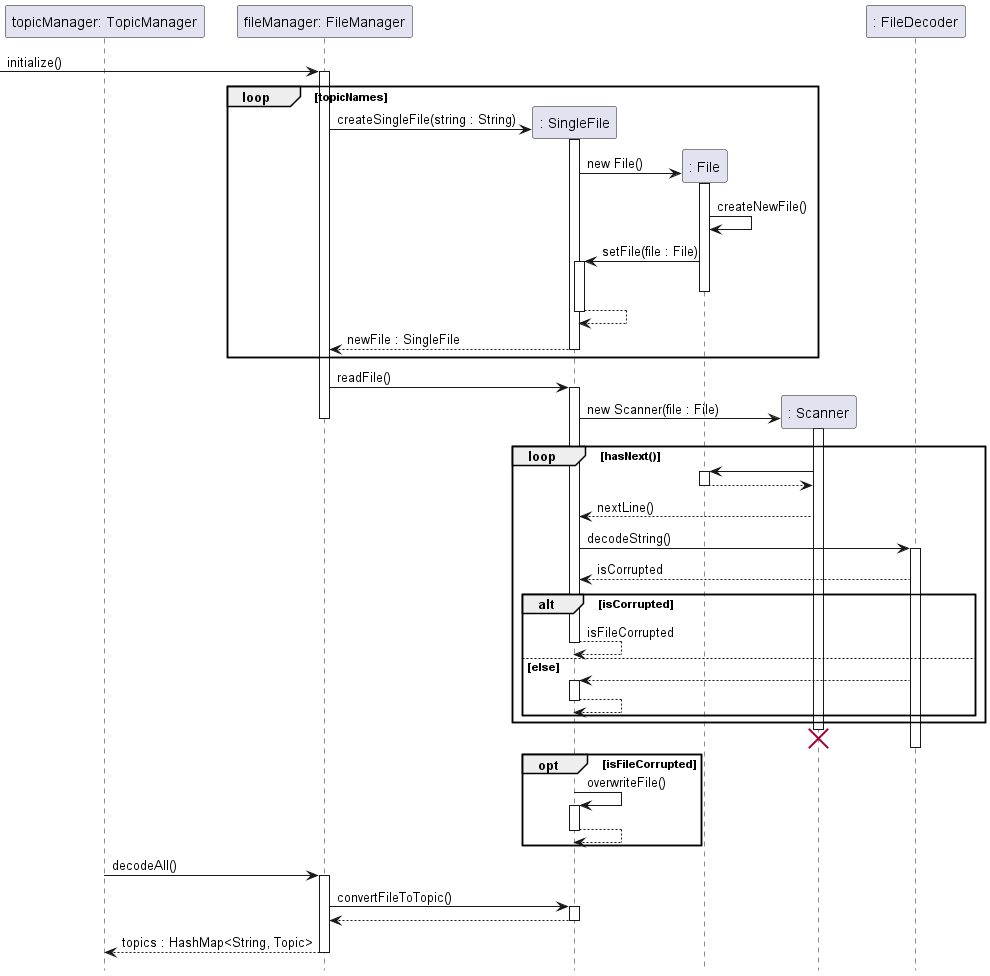 topicManager: TopicManager
fileManager: FileManager
: FileDecoder
initialize()
loop
[topicNames]
createSingleFile(string : String)
: SingleFile
new File()
: File
createNewFile()
setFile(file : File)
newFile : SingleFile
readFile()
new Scanner(file : File)
: Scanner
loop
[hasNext()]
nextLine()
decodeString()
isCorrupted
alt
[isCorrupted]
isFileCorrupted
[else]
opt
[isFileCorrupted]
overwriteFile()
decodeAll()
convertFileToTopic()
topics : HashMap<String, Topic>